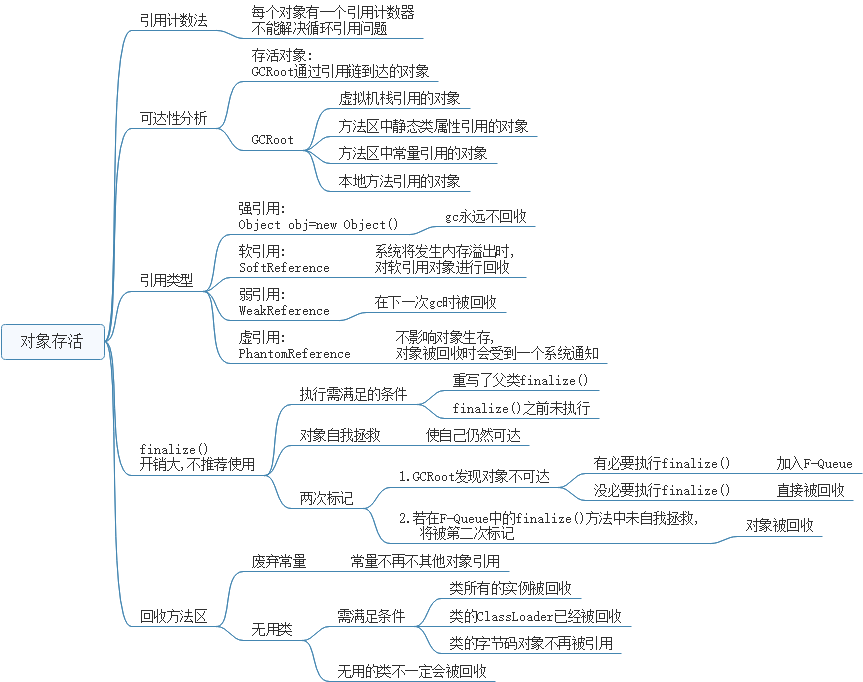 对象存活
引用计数法
每个对象有一个引用计数器
不能解决循环引用问题
可达性分析
存活对象:
GCRoot通过引用链到达的对象
GCRoot
虚拟机栈引用的对象
方法区中静态类属性引用的对象
方法区中常量引用的对象
本地方法引用的对象
引用类型
强引用:
Object obj=new Object()
gc永远不回收
软引用:
SoftReference
系统将发生内存溢出时,
对软引用对象进行回收
弱引用:
WeakReference
在下一次gc时被回收
虚引用:
PhantomReference
不影响对象生存,
对象被回收时会受到一个系统通知
finalize()
开销大,不推荐使用
执行需满足的条件
重写了父类finalize()
finalize()之前未执行
对象自我拯救
使自己仍然可达
两次标记
1.GCRoot发现对象不可达
有必要执行finalize()
加入F-Queue
没必要执行finalize()
直接被回收
2.若在F-Queue中的finalize()方法中未自我拯救,
将被第二次标记
对象被回收
回收方法区
废弃常量
常量不再不其他对象引用
无用类
需满足条件
类所有的实例被回收
类的ClassLoader已经被回收
类的字节码对象不再被引用
无用的类不一定会被回收